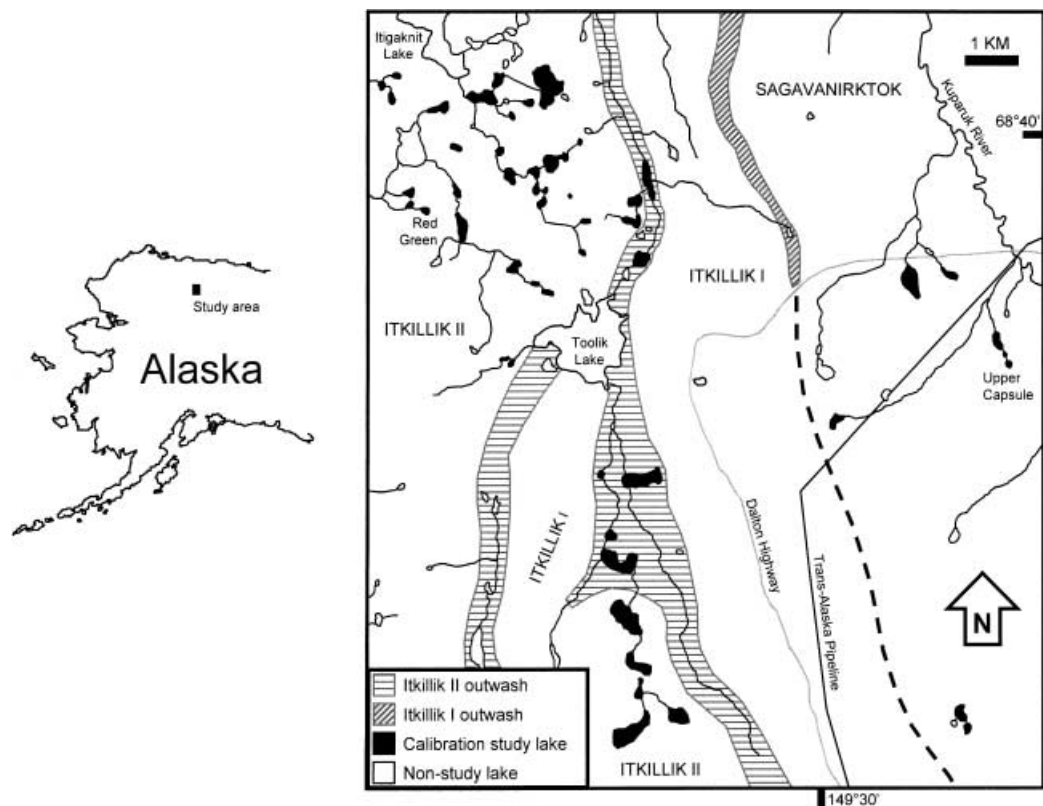 Itigaknit
Lake
1 KM
SAGAVANIRKTOK
Kuparuk River
68°40'
Red
Green
ITKILLIK I
Study area
ITKILLIK II
Toolik
Lake
Alaska
Upper
Capsule
ITKILLIK I
Dalton Highway
Trans-Alaska Pipeline
N
Itkillik II outwash
Itkillik I outwash
Calibration study lake
Non-study lake
ITKILLIK II
149°30'